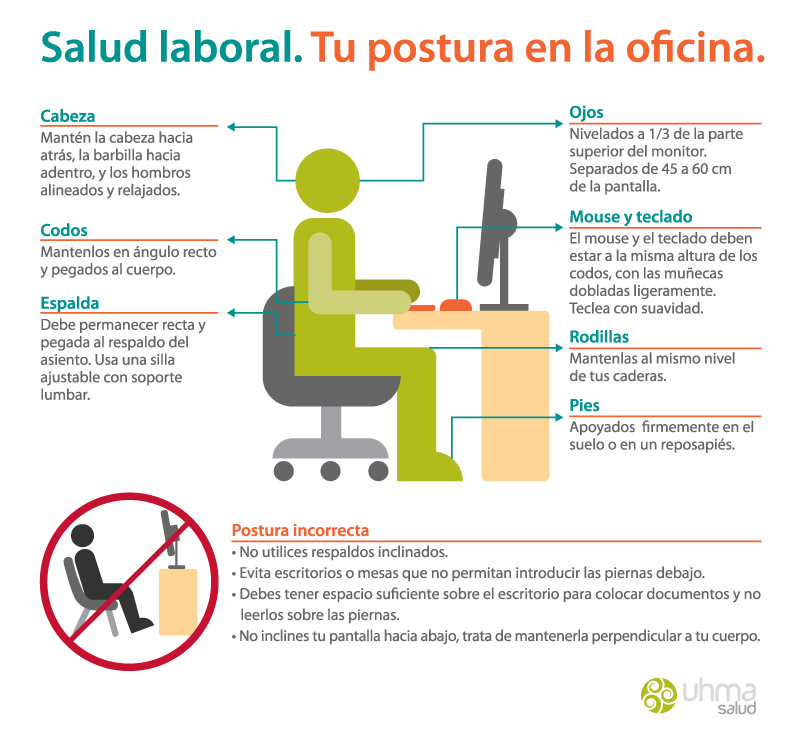 Salud laboral. Tu postura en la oficina.
Cabeza
Mantén la cabeza hacia
atrás, la barbilla hacia
adentro, y los hombros
alineados y relajados.
Codos
Mantenlos en ángulo recto
y pegados al cuerpo.
Espalda
Debe permanecer recta y
pegada al respaldo del
asiento. Usa una silla
ajustable con soporte
lumbar.
Ojos
Nivelados a 1/3 de la parte
superior del monitor.
Separados de 45 a 60 cm
de la pantalla.
Mouse y teclado
El mouse y el teclado deben
estar a la misma altura de los
codos, con las muñecas
dobladas ligeramente.
Teclea con suavidad.
Rodillas
Mantenlas al mismo nivel
de tus caderas.
Pies
Apoyados firmemente en el
suelo o en un reposapiés.
Postura incorrecta
• No utilices respaldos inclinados.
• Evita escritorios o mesas que no permitan introducir las piernas debajo.
• Debes tener espacio suficiente sobre el escritorio para colocar documentos y no
leerlos sobre las piernas.
• No inclines tu pantalla hacia abajo, trata de mantenerla perpendicular a tu cuerpo.
uhma
salud